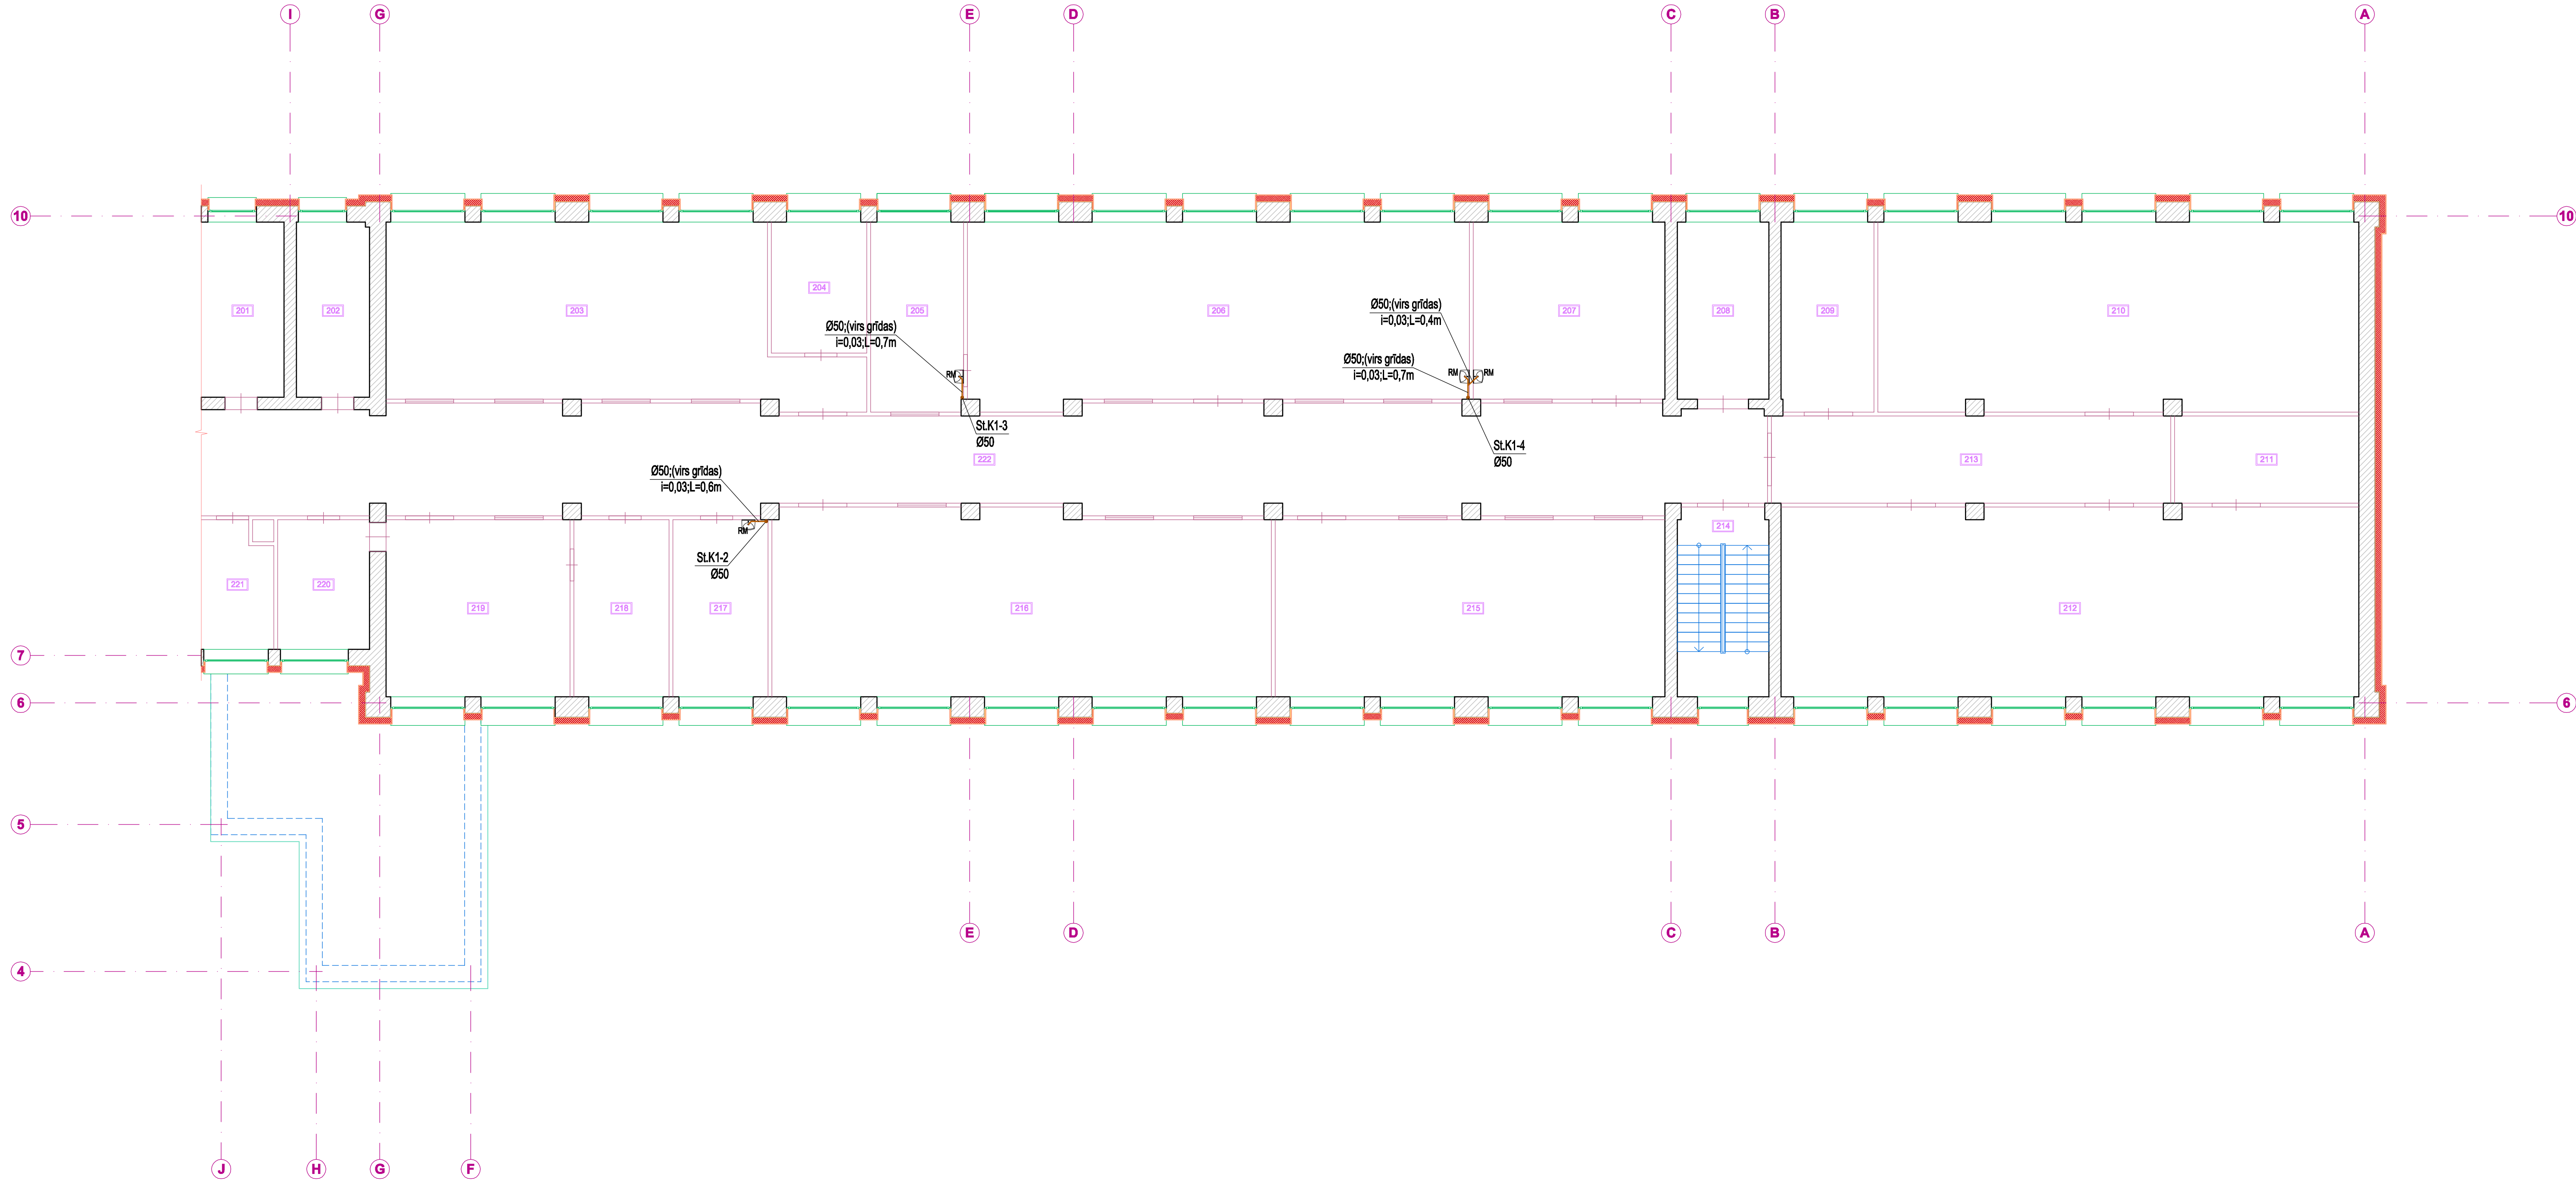 I
G
E
D
C
B
A
10
10
201
202
203
204
205
206
207
208
209
210
Ø50;(virs grīdas)
i=0,03;L=0,4m
Ø50;(virs grīdas)
i=0,03;L=0,7m
Ø50;(virs grīdas)
i=0,03;L=0,7m
RM
RM
RM
St.K1-3
Ø50
St.K1-4
Ø50
222
213
211
Ø50;(virs grīdas)
i=0,03;L=0,6m
RM
St.K1-2
Ø50
214
221
220
219
218
217
216
215
212
7
6
6
5
4
E
D
C
B
A
J
H
G
F